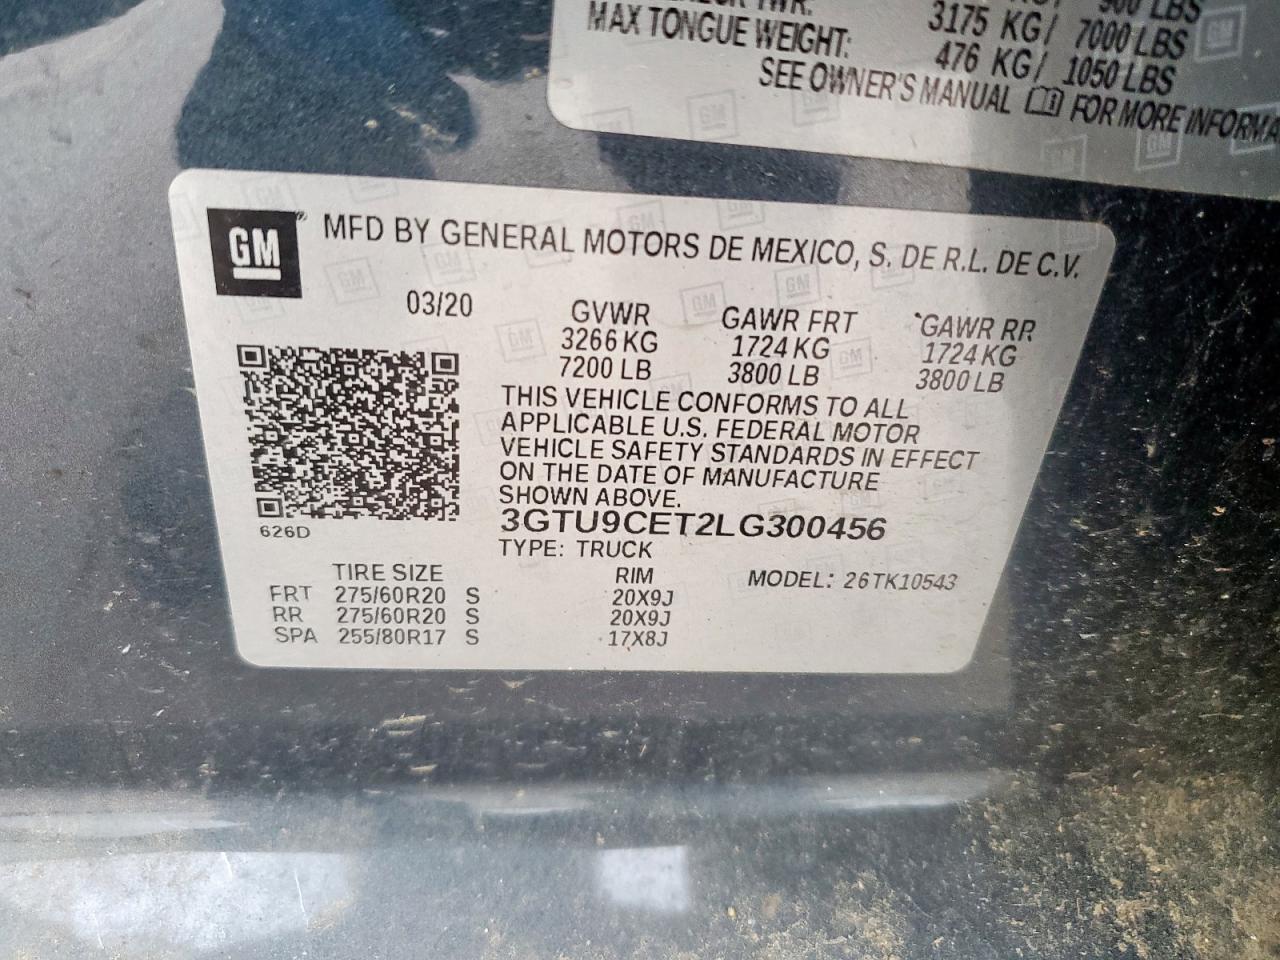 3175 KG/ 7000 LBS
MAX TONGUE WEIGHT: 476 KG/ 1050 LBS
SEE OWNER'S MANUAL FOR MORE
GM
MFD BY GENERAL MOTORS DE MEXICO, S. DE R.L. DE C.V.
03/20
GVWR GAWR FRT GAWR RR
3266 KG 1724 KG 1724 KG
7200 LB 3800 LB 3800 LB
THIS VEHICLE CONFORMS TO ALL
APPLICABLE U.S. FEDERAL MOTOR
VEHICLE SAFETY STANDARDS IN EFFECT
ON THE DATE OF MANUFACTURE
SHOWN ABOVE.
626D
3GTU9CET2LG300456
TYPE: TRUCK
TIRE SIZE RIM MODEL: 26TK10543
FRT 275/60R20 S 20X9J
RR 275/60R20 S 20X9J
SPA 255/80R17 S 17X8J